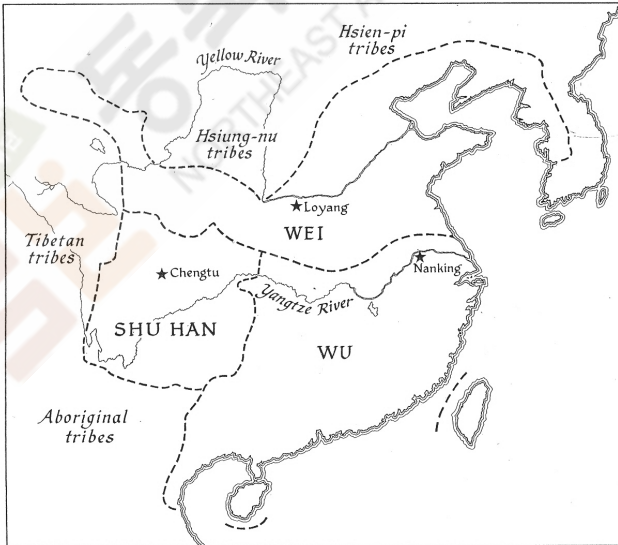 Hsien-pi
tribes
Yellow River
Hsiung-nu
tribes
Loyang
WEI
Tibetan
tribes
Chengtu
Nanking
Yangtze River
SHU HAN
WU
Aboriginal
tribes